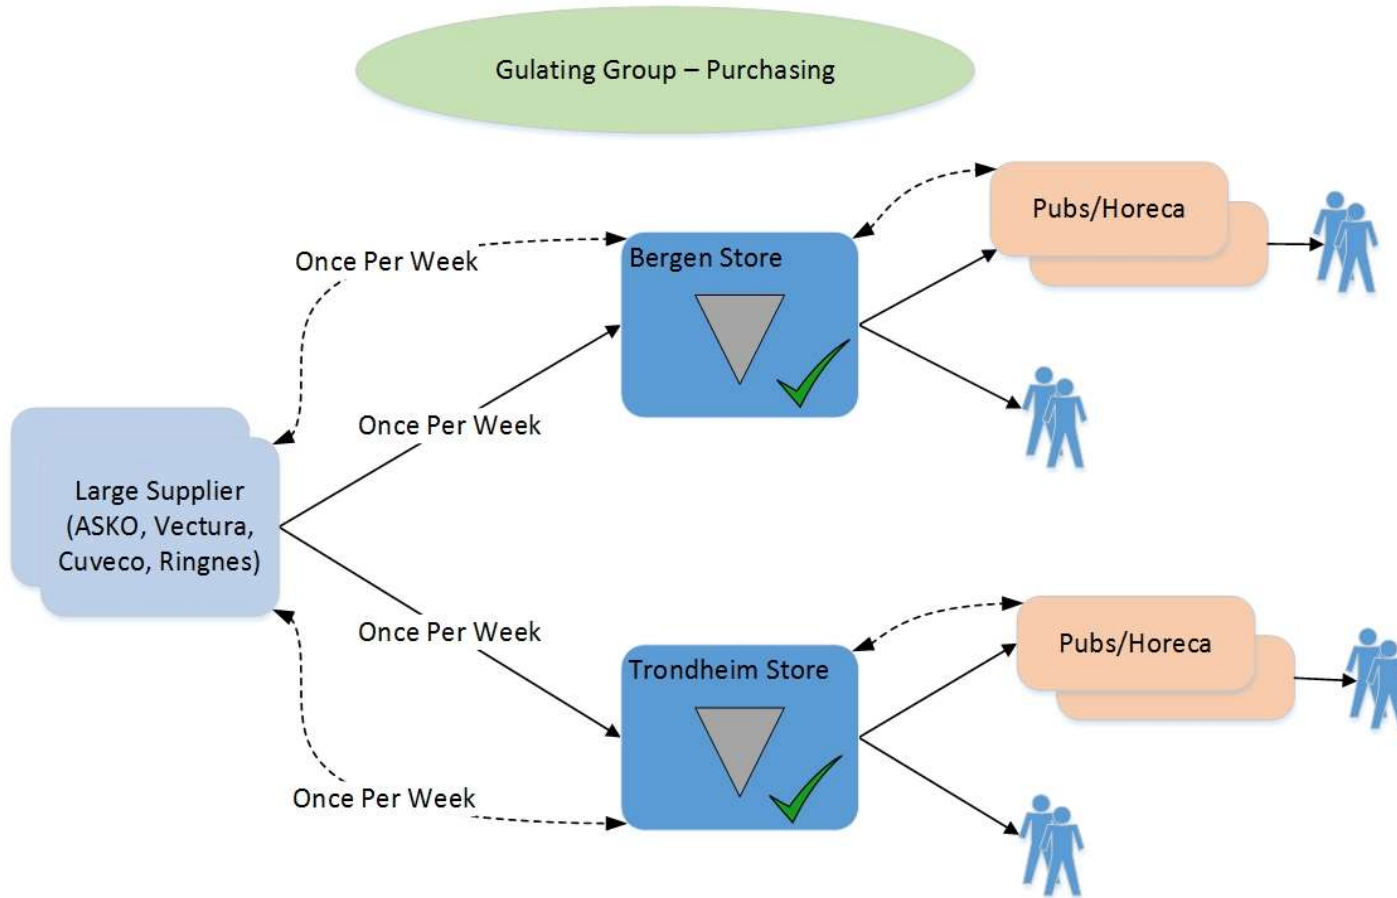 Gulating Group – Purchasing
Pubs/Horeca
Once Per Week
Bergen Store
Once Per Week
Large Supplier
(ASKO, Vectura,
Cuveco, Ringnes)
Once Per Week
Pubs/Horeca
Trondheim Store
Once Per Week